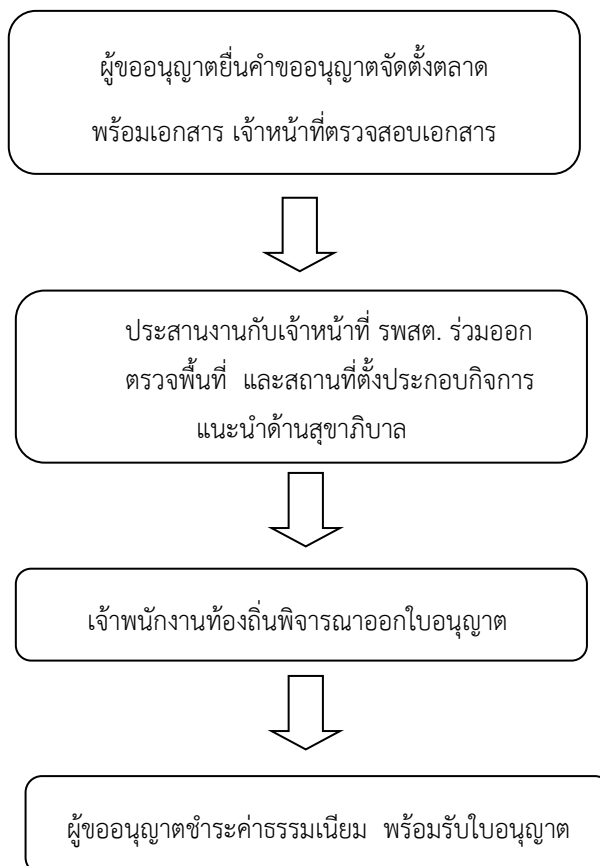 ผู้ขออนุญาตยื่นคำขออนุญาตจัดตั้งตลาด
พร้อมเอกสาร เจ้าหน้าที่ตรวจสอบเอกสาร
ประสานงานกับเจ้าหน้าที่ รพสต. ร่วมออก
ตรวจพื้นที่ และสถานที่ตั้งประกอบกิจการ
แนะนำด้านสุขาภิบาล
เจ้าพนักงานท้องถิ่นพิจารณาออกใบอนุญาต
ผู้ขออนุญาตชำระค่าธรรมเนียม พร้อมรับใบอนุญาต